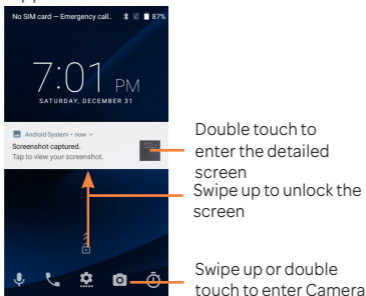 No SIM card — Emergency call.. 87%
7:01 PM
SATURDAY, DECEMBER 31
Android System • now
Screenshot captured.
Tap to view your screenshot.
Double touch to
enter the detailed
screen
Swipe up to unlock the
screen
Swipe up or double
touch to enter Camera